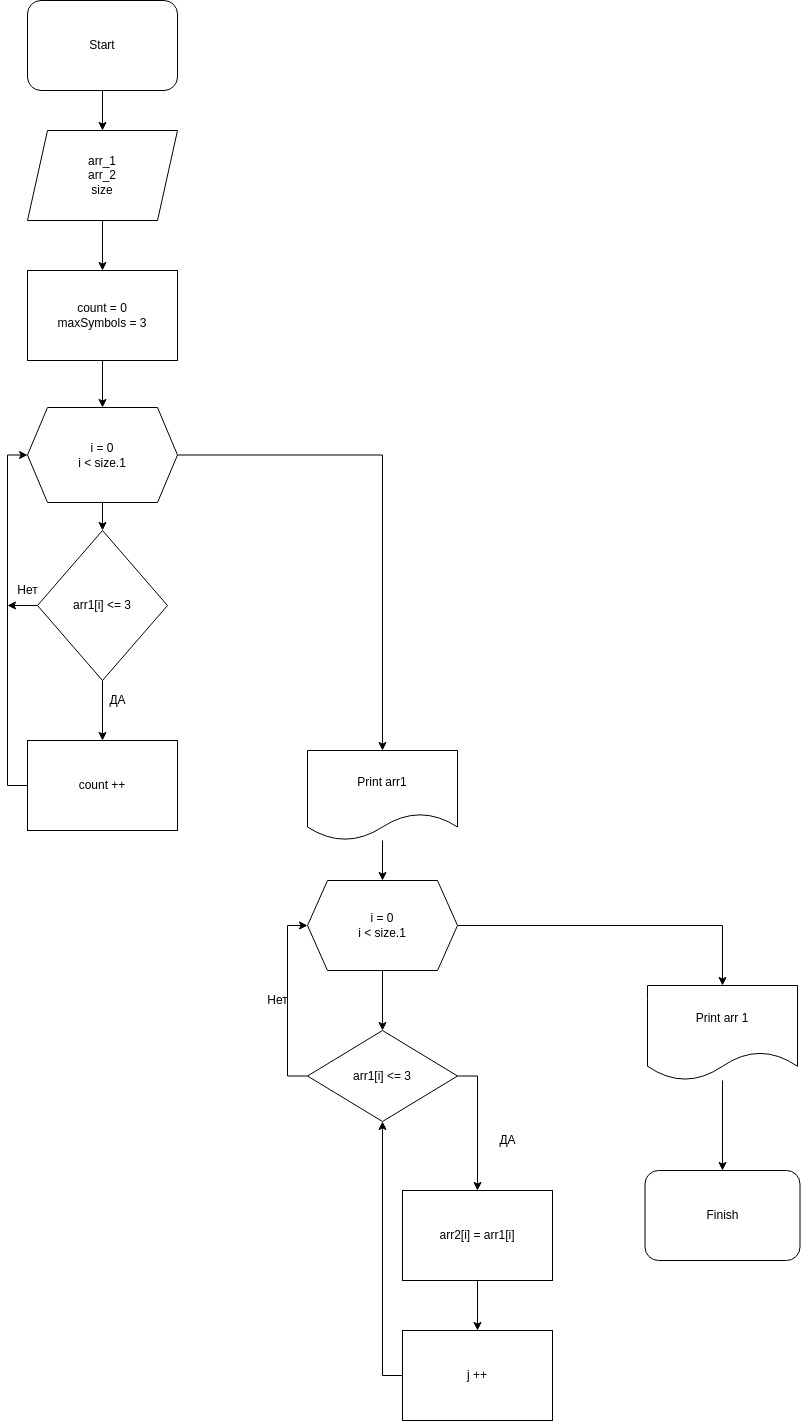 Start
arr_1
arr_2
size
count = 0
maxSymbols = 3
i = 0
i < size.1
Нет
arr1[i] <= 3
ДА
count ++
Print arr1
i = 0
i < size.1
Нет
arr1[i] <= 3
ДА
arr2[i] = arr1[i]
j ++
Print arr 1
Finish